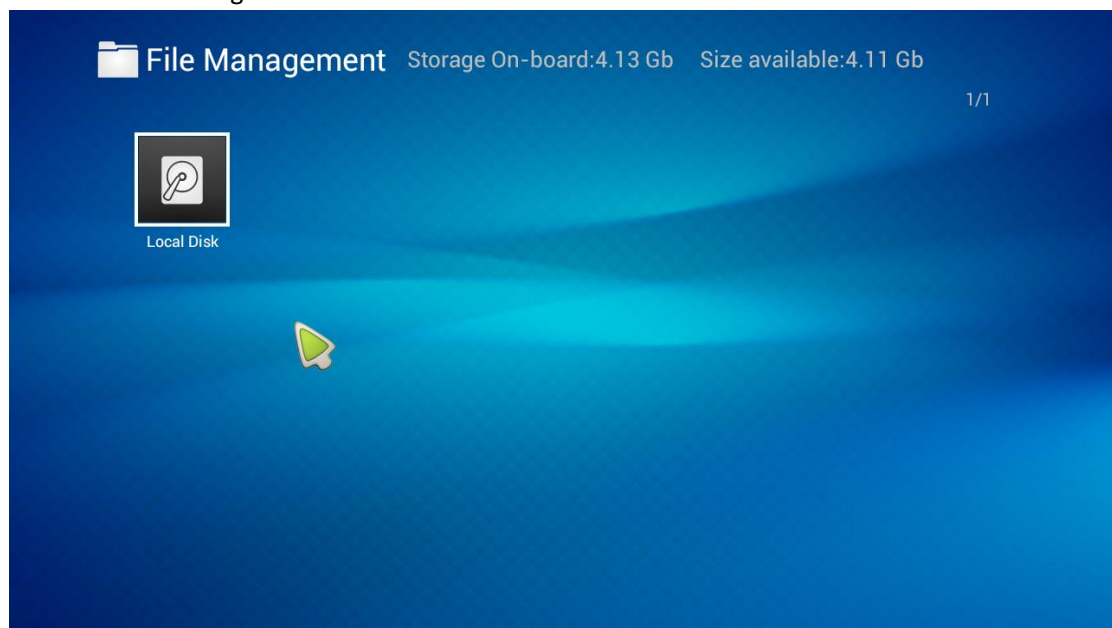 File Management Storage On-board:4.13 Gb Size available:4.11 Gb
1/1
Local Disk